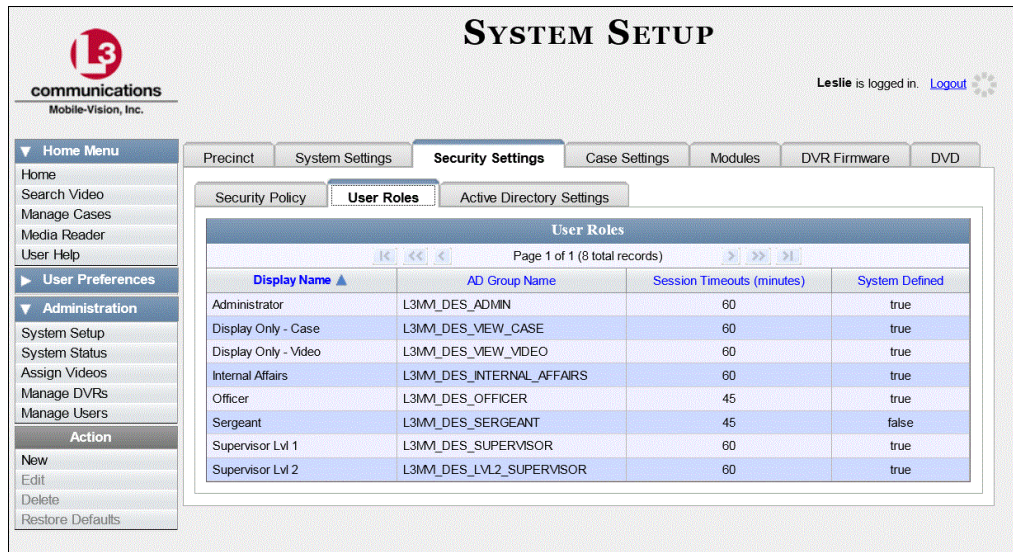 SYSTEM SETUP
L3
communications
Mobile-Vision, Inc.
Leslie is logged in. Logout
Home Menu
Home
Search Video
Manage Cases
Media Reader
User Help
User Preferences
Administration
System Setup
System Status
Assign Videos
Manage DVRs
Manage Users
Action
New
Edit
Delete
Restore Defaults
Precinct System Settings Security Settings Case Settings Modules DVR Firmware DVD
Security Policy User Roles Active Directory Settings
User Roles
Page 1 of 1 (8 total records)
Display Name AD Group Name Session Timeouts (minutes) System Defined
Administrator L3MM_DES_ADMIN 60 true
Display Only - Case L3MM_DES_VIEW_CASE 60 true
Display Only - Video L3MM_DES_VIEW_VIDEO 60 true
Internal Affairs L3MM_DES_INTERNAL_AFFAIRS 60 true
Officer L3MM_DES_OFFICER 45 true
Sergeant L3MM_DES_SERGEANT 45 false
Supervisor Lvl 1 L3MM_DES_SUPERVISOR 60 true
Supervisor Lvl 2 L3MM_DES_LVL2_SUPERVISOR 60 true